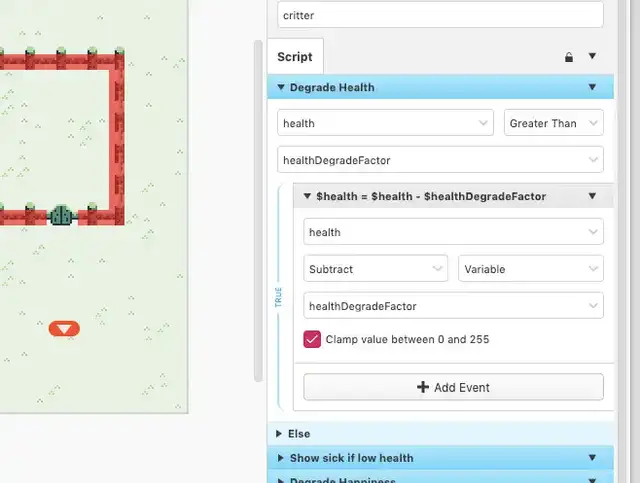 critter
Script
Degrade Health
health
Greater Than
healthDegradeFactor
$health = $health - $healthDegradeFactor
health
Subtract
Variable
healthDegradeFactor
TRUE
Clamp value between 0 and 255
Add Event
Else
Show sick if low health
Degrade Happiness